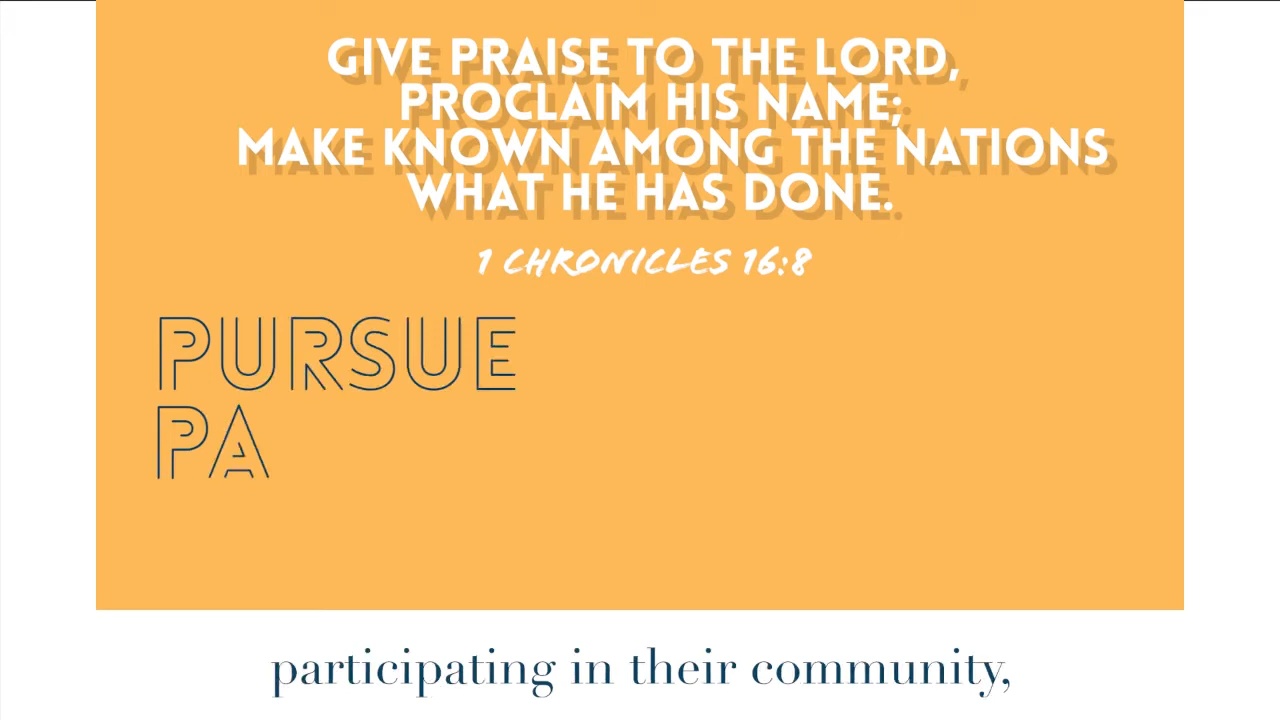 GIVE PRAISE TO THE LORD,
PROCLAIM HIS NAME;
MAKE KNOWN AMONG THE NATIONS
WHAT HE HAS DONE.
1 CHRONICLES 16:8
PURSUE
PA
participating in their community,